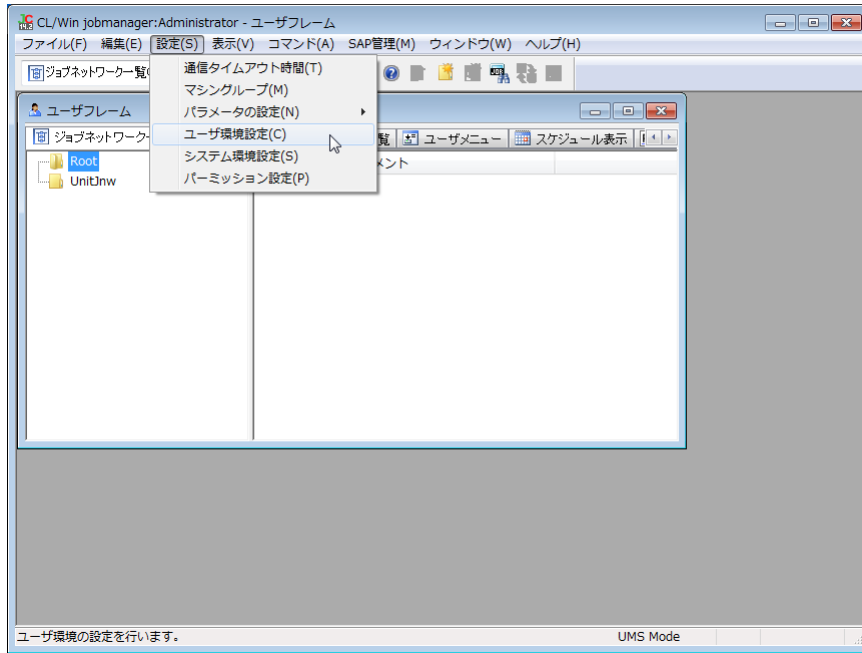 CL/Win jobmanager:Administrator - ユーザフレーム
ファイル(F) 編集(E) 設定(S) 表示(V) コマンド(A) SAP管理(M) ウィンドウ(W) ヘルプ(H)
ジョブネットワーク一覧
通信タイムアウト時間(T)
マシングループ(M)
パラメータの設定(N)
ユーザ環境設定(C)
システム環境設定(S)
パーミッション設定(P)
ユーザフレーム
ジョブネットワーク 覧 ユーザメニュー スケジュール表示
メント
Root
UnitJnw
ユーザ環境の設定を行います。 UMS Mode